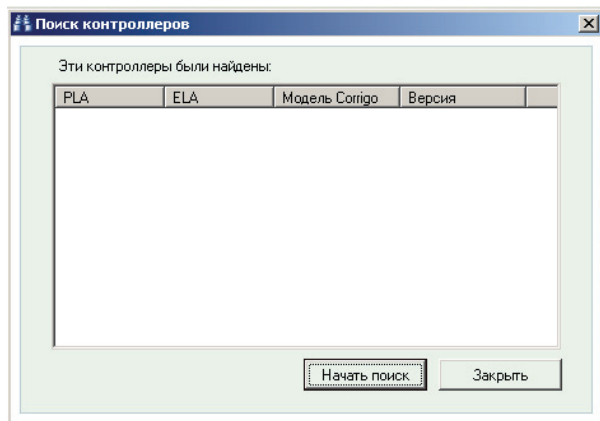 Поиск контроллеров
Эти контроллеры были найдены:
PLA ELA Модель Corrigo Версия
Начать поиск Закрыть